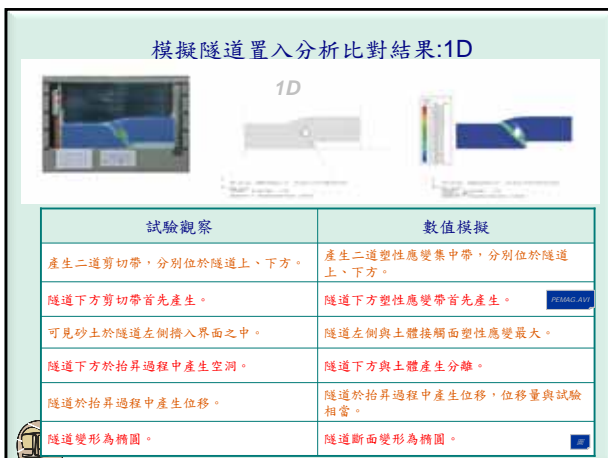 模擬隧道置入分析比對結果:1D
1D
試驗觀察
數值模擬
產生二道剪切帶，分別位於隧道上、下方。
產生二道塑性應變集中帶，分別位於隧道
上、下方。
隧道下方剪切帶首先產生。
隧道下方塑性應變帶首先產生。
PEMAG.AVI
可見砂土於隧道左側擠入界面之中。
隧道左側與土體接觸面塑性應變最大。
隧道下方於抬昇過程中產生空洞。
隧道下方與土體產生分離。
隧道於抬昇過程中產生位移。
隧道於抬昇過程中產生位移，位移量與試驗
相當。
隧道變形為橢圓。
隧道斷面變形為橢圓。